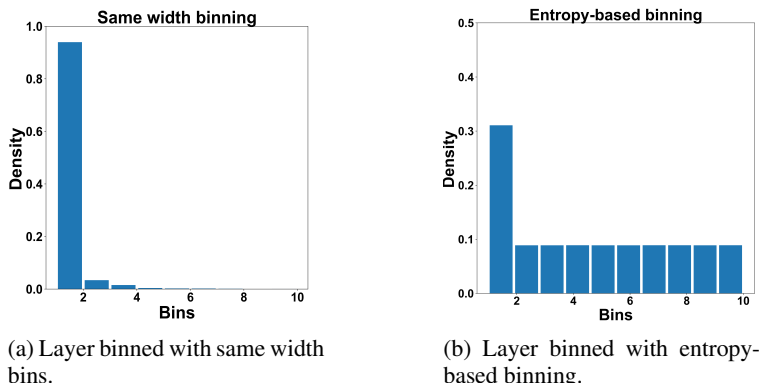 Same width binning
1.0
0.8
0.6
0.4
0.2
0.0
Density
2 4 6 8 10
Bins
(a) Layer binned with same width
bins.
Entropy-based binning
0.5
0.4
0.3
0.2
0.1
0.0
Density
2 4 6 8 10
Bins
(b) Layer binned with entropy-
based binning.